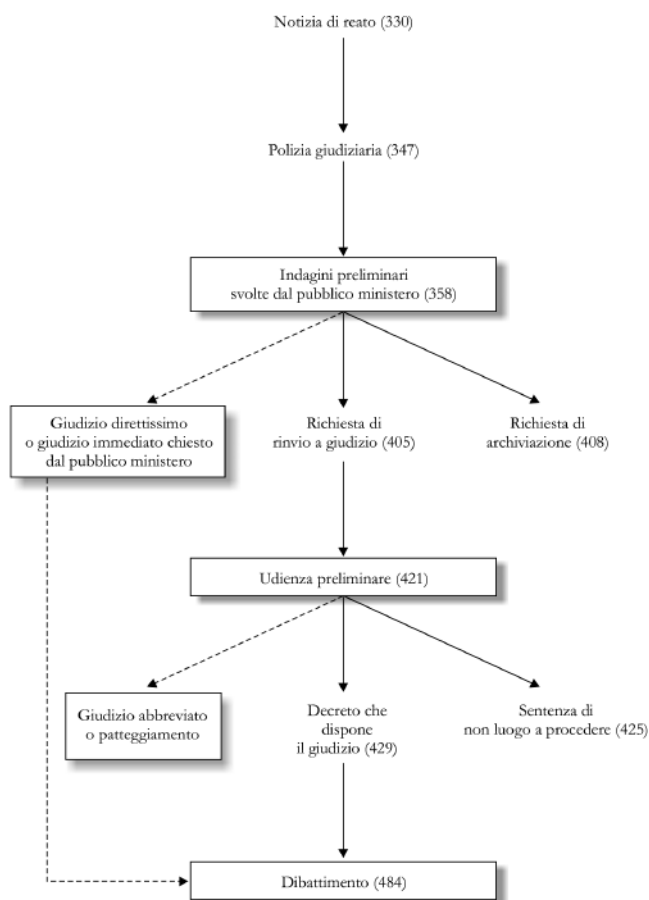 Notizia di reato (330)
Polizia giudiziaria (347)
Indagini preliminari
svolte dal pubblico ministero (358)
Giudizio direttissimo
o giudizio immediato chiesto
dal pubblico ministero
Richiesta di
rinvio a giudizio (405)
Richiesta di
archiviazione (408)
Udienza preliminare (421)
Giudizio abbreviato
o patteggiamento
Decreto che
dispone
il giudizio (429)
Sentenza di
non luogo a procedere (425)
Dibattimento (484)